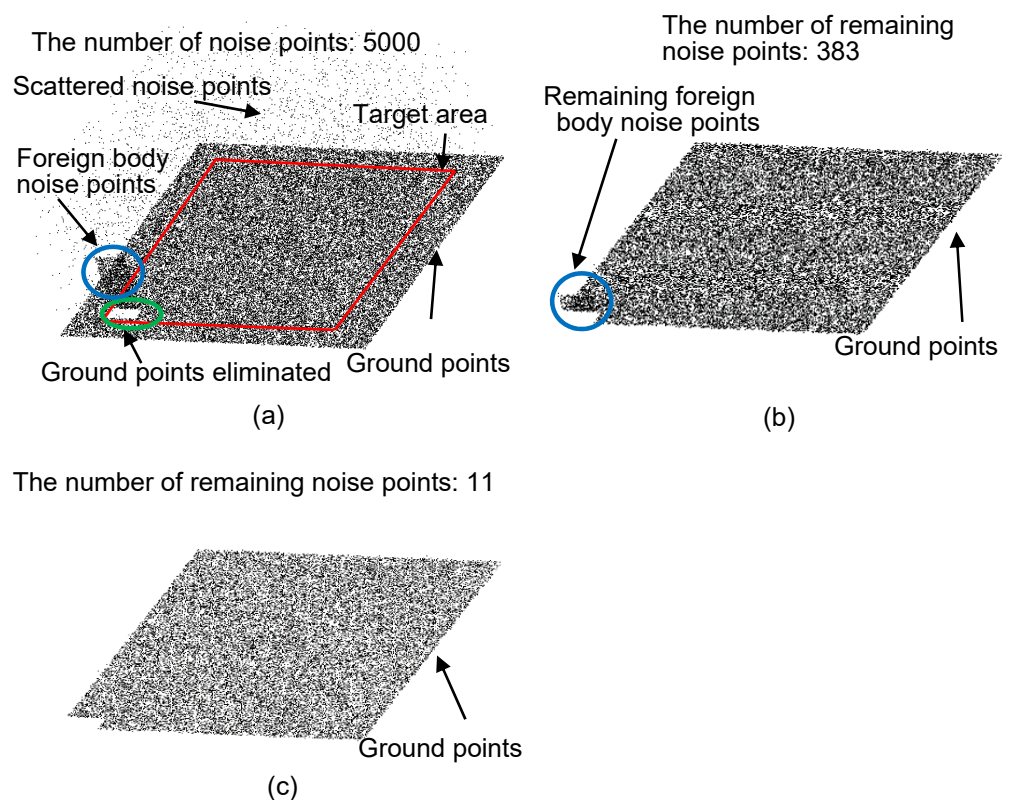 The number of noise points: 5000
Scattered noise points
Target area
Foreign body
noise points
Ground points
Ground points eliminated
(a)
The number of remaining
noise points: 383
Remaining foreign
body noise points
Ground points
(b)
The number of remaining noise points: 11
Ground points
(c)